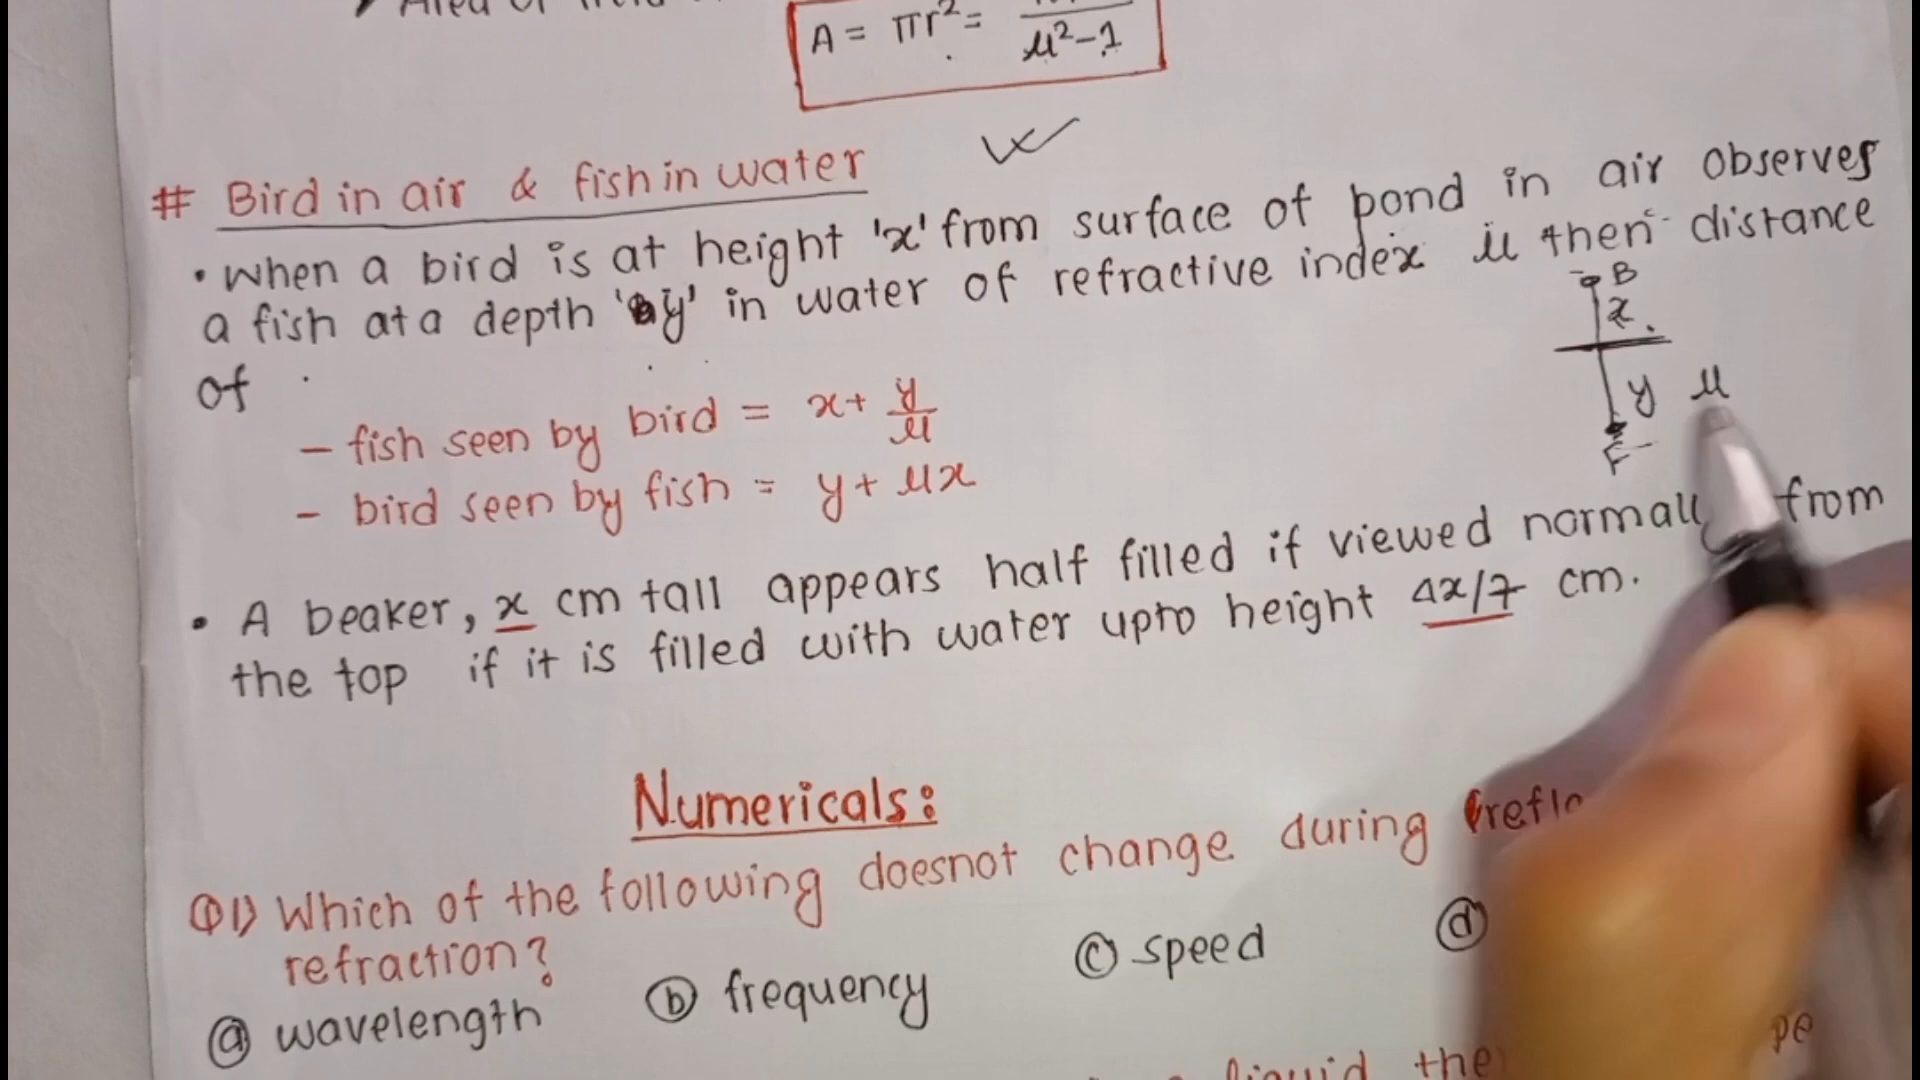 A = πr² = /μ²-1
# Bird in air & fish in water
• When a bird is at height 'x' from surface of pond in air observes
a fish at a depth 'y' in water of refractive index μ then distance
of
B
x
y μ
F
- fish seen by bird = x + y/μ
- bird seen by fish = y + μx
• A beaker, x cm tall appears half filled if viewed normally from
the top if it is filled with water upto height 4x/7 cm.
Numericals:
Q1) Which of the following doesnot change during
refraction?
a wavelength b frequency c speed d
liquid